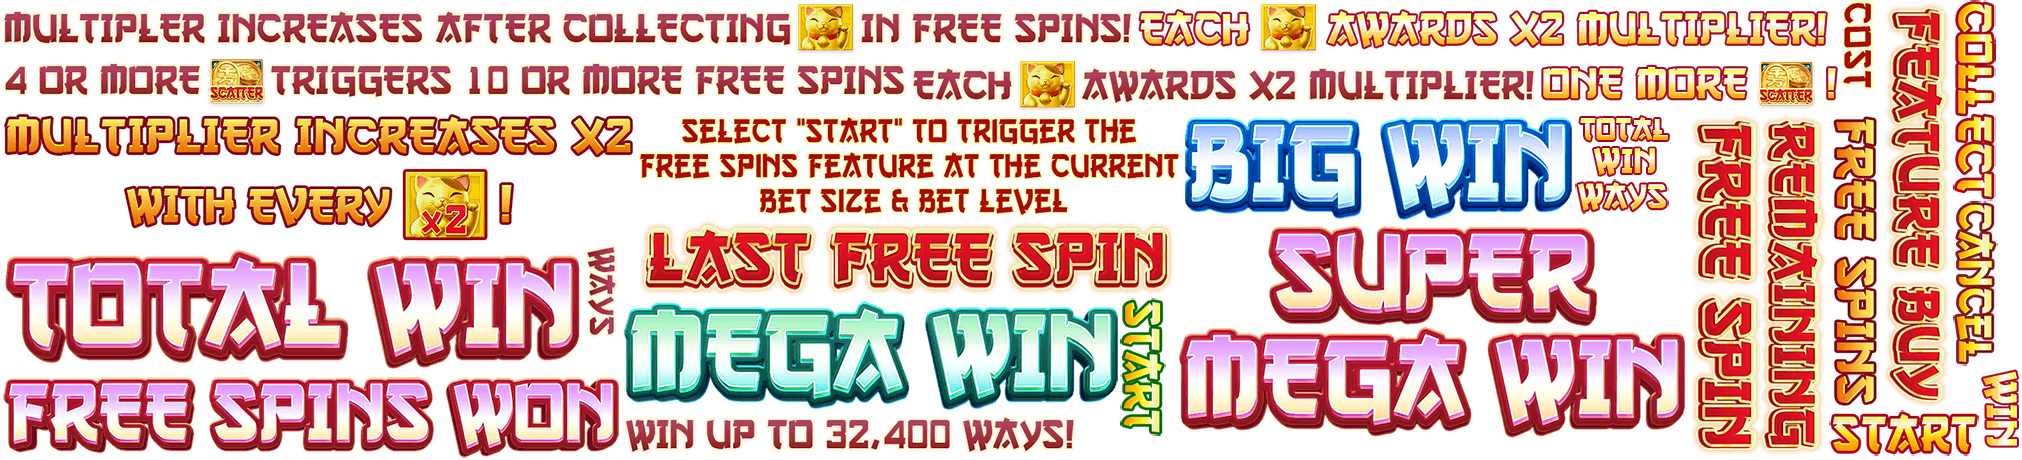 MULTIPLER INCREASES AFTER COLLECTING IN FREE SPINS!
EACH AWARDS X2 MULTIPLIER!
4 OR MORE SCATTER TRIGGERS 10 OR MORE FREE SPINS
EACH AWARDS X2 MULTIPLIER!
ONE MORE SCATTER !
MULTIPLIER INCREASES X2
WITH EVERY X2 !
SELECT "START" TO TRIGGER THE
FREE SPINS FEATURE AT THE CURRENT
BET SIZE & BET LEVEL
BIG WIN
TOTAL
WIN
WAYS
TOTAL WIN
WAYS
LAST FREE SPIN
SUPER
MEGA WIN
MEGA WIN
START
FREE SPINS WON
WIN UP TO 32,400 WAYS!
FREE SPIN
REMAINING
FREE SPIN
COST
FREE SPINS
FEATURE BUY
COLLECT
CANCEL
START
WIN